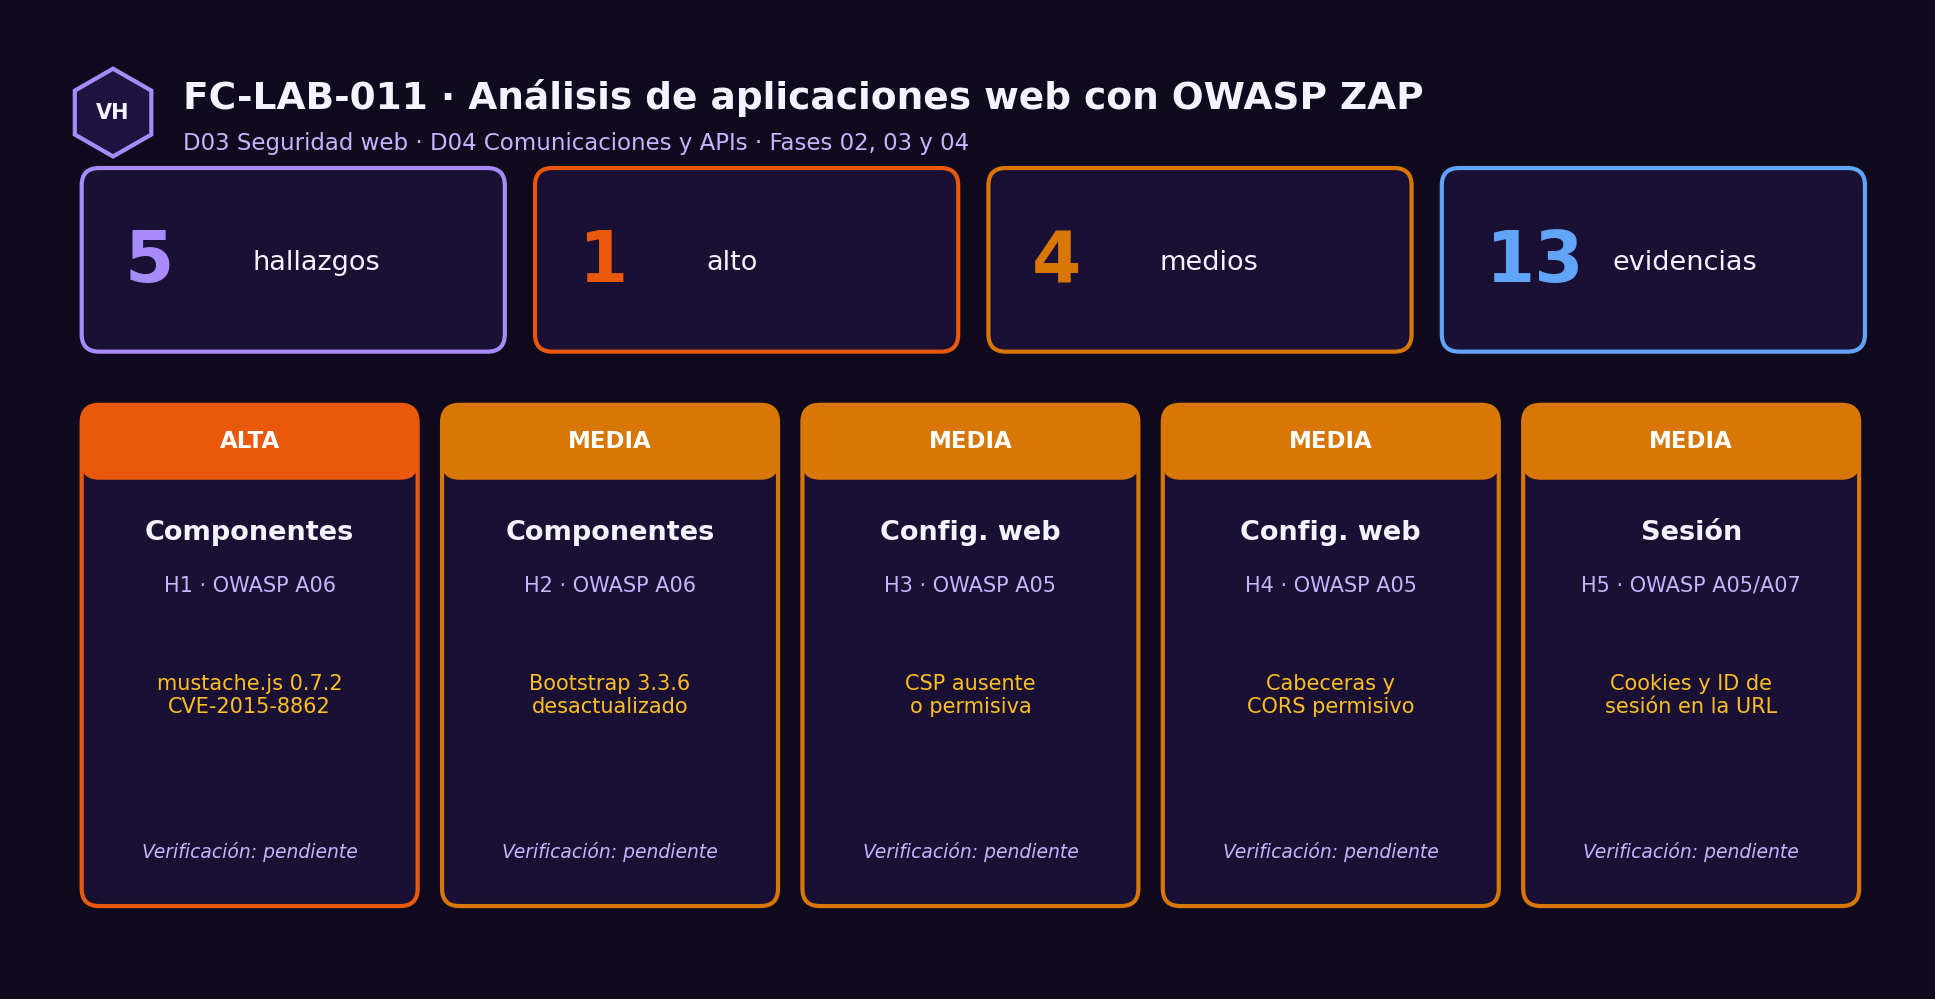 VH
FC-LAB-011 · Análisis de aplicaciones web con OWASP ZAP
D03 Seguridad web · D04 Comunicaciones y APIs · Fases 02, 03 y 04
5 hallazgos
1 alto
4 medios
13 evidencias
ALTA
Componentes
H1 · OWASP A06
mustache.js 0.7.2
CVE-2015-8862
Verificación: pendiente
MEDIA
Componentes
H2 · OWASP A06
Bootstrap 3.3.6
desactualizado
Verificación: pendiente
MEDIA
Config. web
H3 · OWASP A05
CSP ausente
o permisiva
Verificación: pendiente
MEDIA
Config. web
H4 · OWASP A05
Cabeceras y
CORS permisivo
Verificación: pendiente
MEDIA
Sesión
H5 · OWASP A05/A07
Cookies y ID de
sesión en la URL
Verificación: pendiente